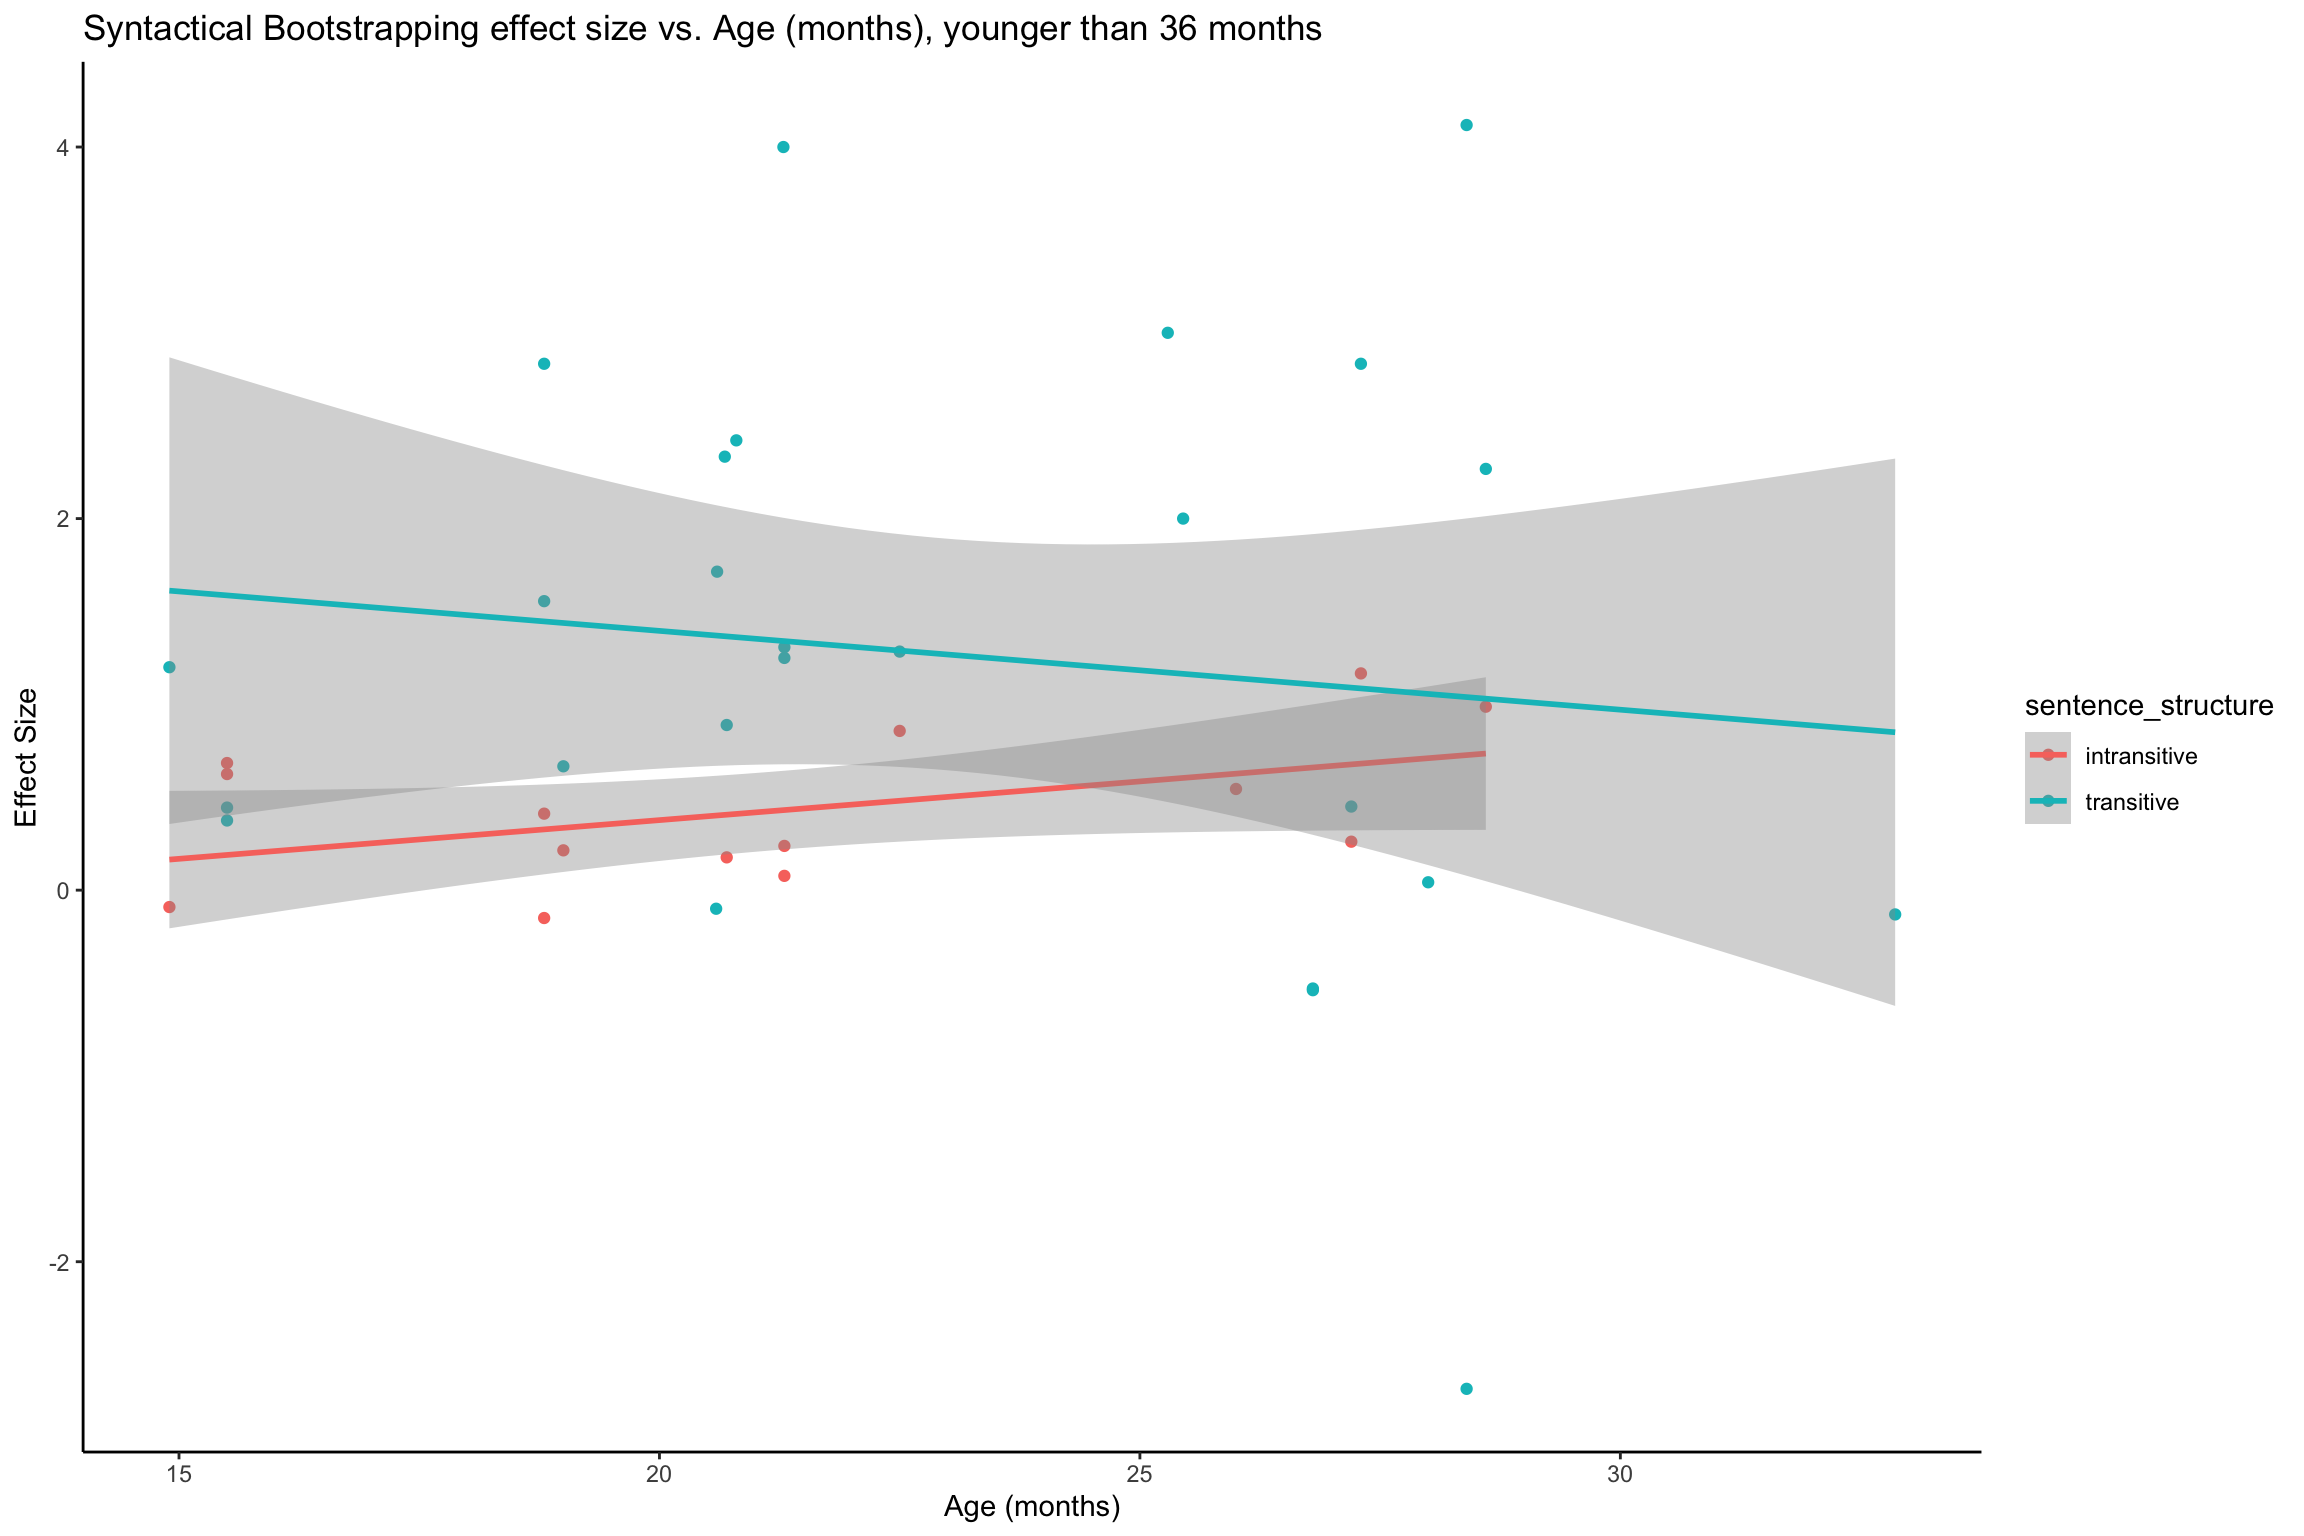 Syntactical Bootstrapping effect size vs. Age (months), younger than 36 months
Effect Size
4
2
0
-2
15 20 25 30
Age (months)
sentence_structure
intransitive
transitive